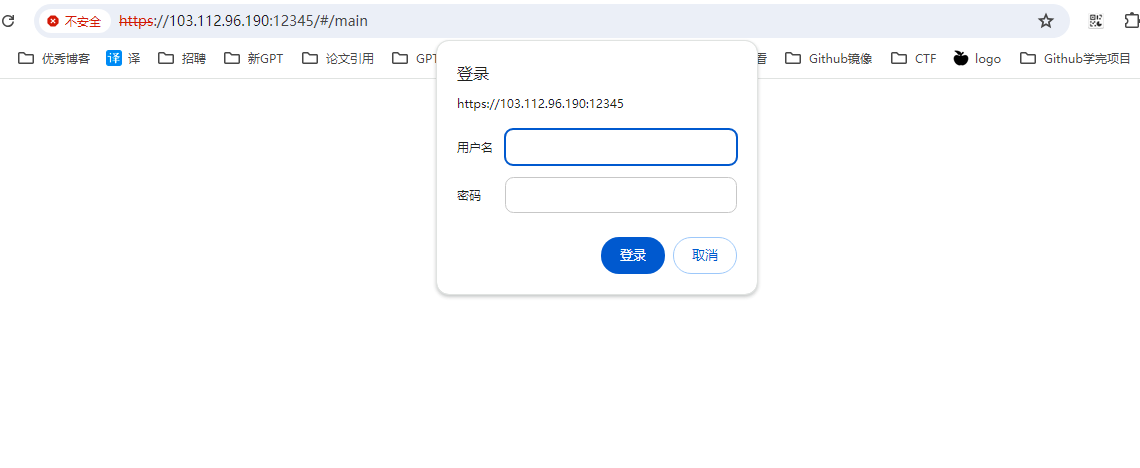 不安全 https://103.112.96.190:12345/#/main
优秀博客 译 译 招聘 新GPT 论文引用 GPT 看 Github镜像 CTF logo Github学完项目
登录
https://103.112.96.190:12345
用户名
密码
登录 取消